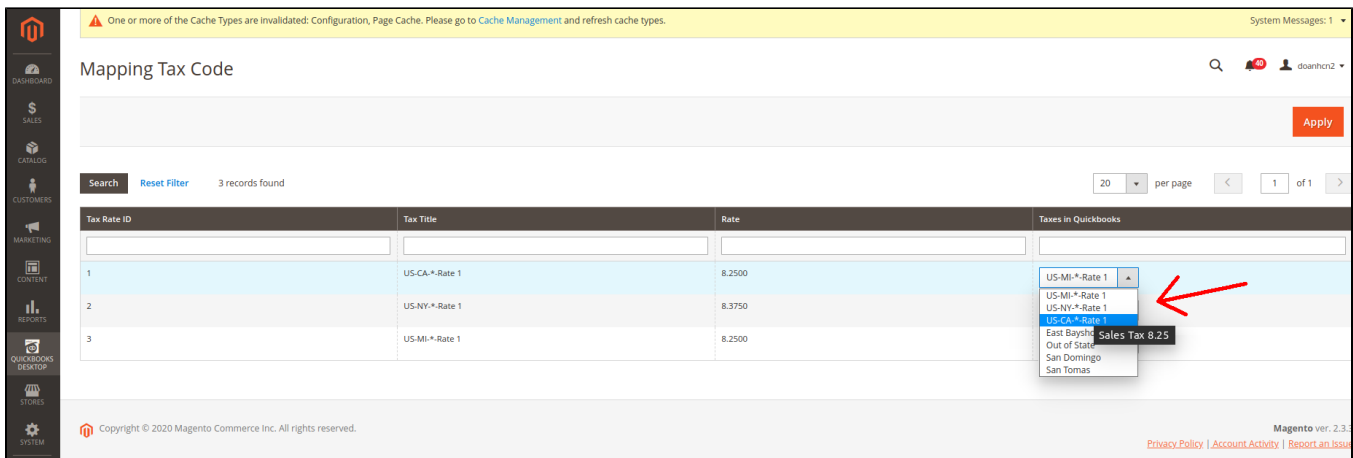 One or more of the Cache Types are invalidated: Configuration, Page Cache. Please go to Cache Management and refresh cache types. System Messages: 1
Mapping Tax Code
40 doanhcn2
DASHBOARD
$
SALES
CATALOG
CUSTOMERS
MARKETING
CONTENT
REPORTS
QUICKBOOKS
DESKTOP
STORES
SYSTEM
Apply
Search Reset Filter 3 records found 20 per page 1 of 1
Tax Rate ID Tax Title Rate Taxes in Quickbooks
1 US-CA-*-Rate 1 8.2500 US-MI-*-Rate 1
2 US-NY-*-Rate 1 8.3750
3 US-MI-*-Rate 1 8.2500
US-MI-*-Rate 1
US-NY-*-Rate 1
US-CA-*-Rate 1
East Baysho
Sales Tax 8.25
Out of State
San Domingo
San Tomas
Copyright © 2020 Magento Commerce Inc. All rights reserved. Magento ver. 2.3.3
Privacy Policy | Account Activity | Report an Issue